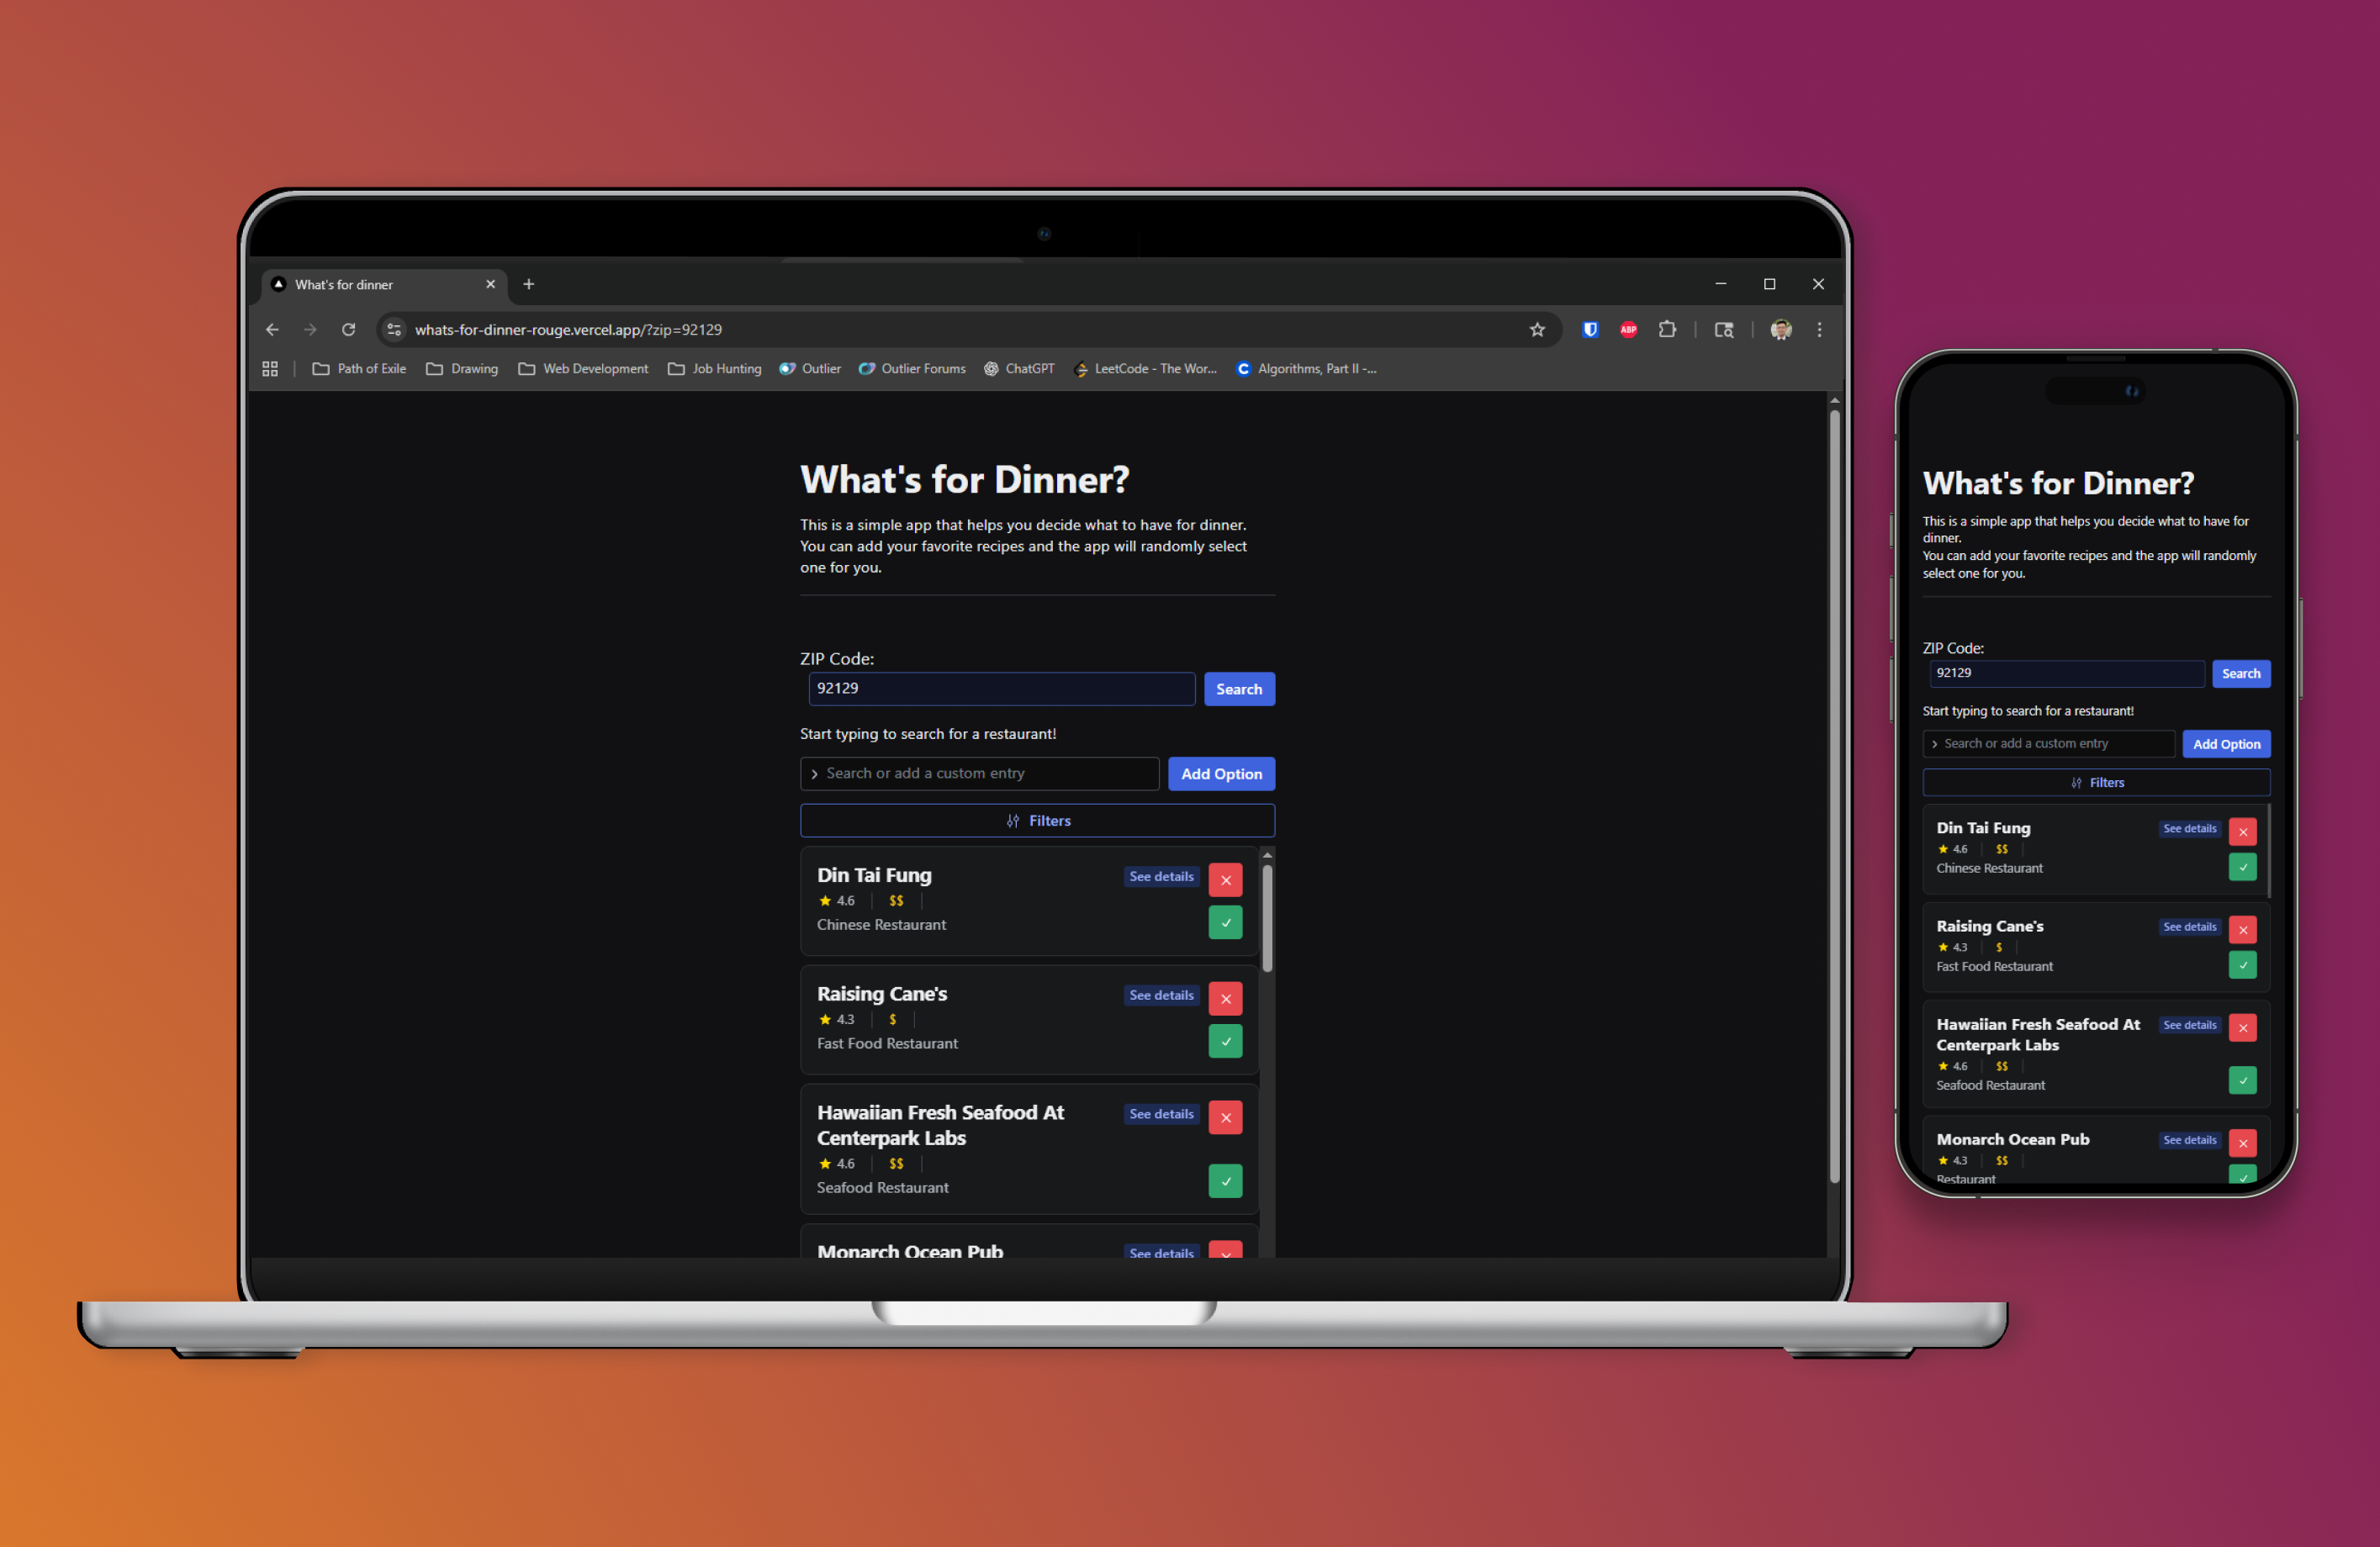 What's for dinner
whats-for-dinner-rouge.vercel.app/?zip=92129
ABP
Path of Exile
Drawing
Web Development
Job Hunting
Outlier
Outlier Forums
ChatGPT
LeetCode - The Wor...
Algorithms, Part II -...
What's for Dinner?
This is a simple app that helps you decide what to have for dinner.
You can add your favorite recipes and the app will randomly select
one for you.
ZIP Code:
92129
Search
Start typing to search for a restaurant!
Search or add a custom entry
Add Option
Filters
Din Tai Fung
See details
4.6
$$
Chinese Restaurant
Raising Cane's
See details
4.3
$
Fast Food Restaurant
Hawaiian Fresh Seafood At
Centerpark Labs
See details
4.6
$$
Seafood Restaurant
Monarch Ocean Pub
See details
What's for Dinner?
This is a simple app that helps you decide what to have for
dinner.
You can add your favorite recipes and the app will randomly
select one for you.
ZIP Code:
92129
Search
Start typing to search for a restaurant!
Search or add a custom entry
Add Option
Filters
Din Tai Fung
See details
4.6
$$
Chinese Restaurant
Raising Cane's
See details
4.3
$
Fast Food Restaurant
Hawaiian Fresh Seafood At
Centerpark Labs
See details
4.6
$$
Seafood Restaurant
Monarch Ocean Pub
See details
4.3
$$
Restaurant